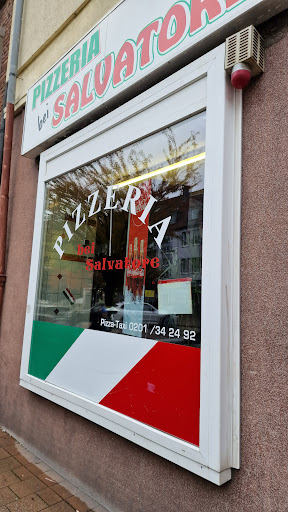 PIZZERIA
bei SALVATORE
PIZZERIA
bei
Salvatore
Pizza-Taxi 0201 /34 24 92